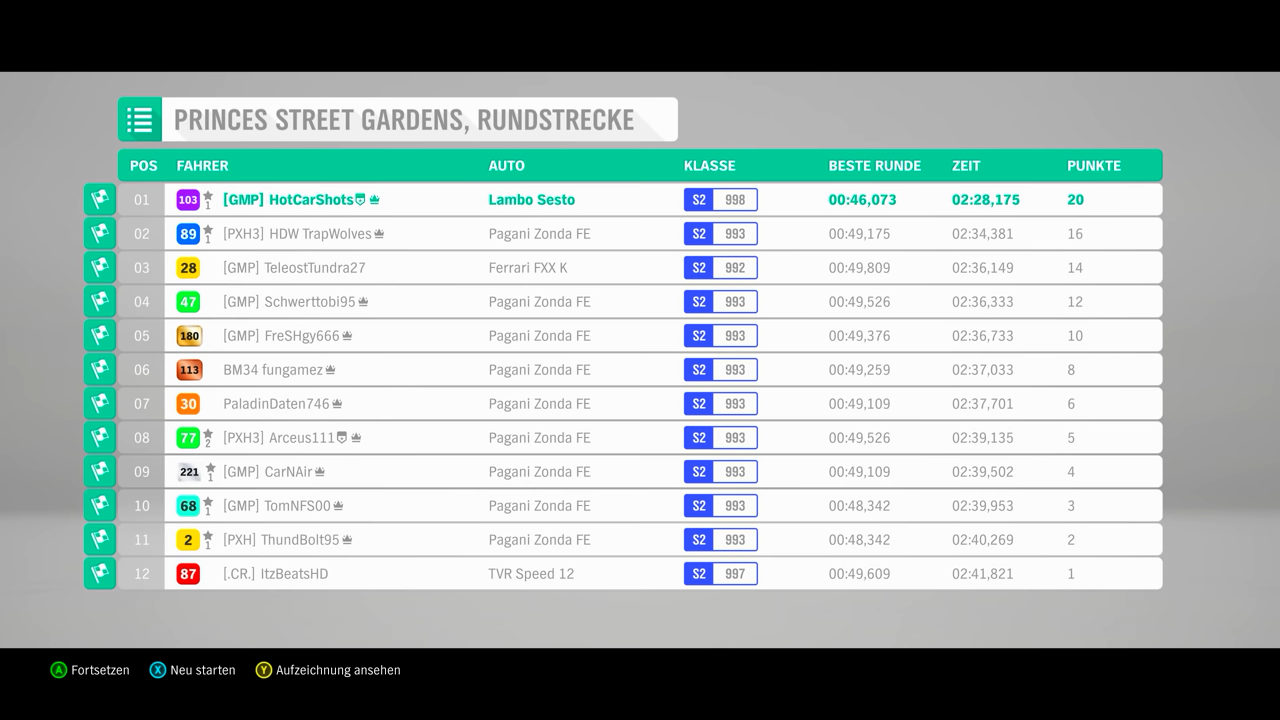 PRINCES STREET GARDENS, RUNDSTRECKE
POS FAHRER AUTO KLASSE BESTE RUNDE ZEIT PUNKTE
01 103 1 [GMP] HotCarShots Lambo Sesto S2 998 00:46,073 02:28,175 20
02 89 1 [PXH3] HDW TrapWolves Pagani Zonda FE S2 993 00:49,175 02:34,381 16
03 28 [GMP] TeleostTundra27 Ferrari FXX K S2 992 00:49,809 02:36,149 14
04 47 [GMP] Schwerttobi95 Pagani Zonda FE S2 993 00:49,526 02:36,333 12
05 180 [GMP] FreSHgy666 Pagani Zonda FE S2 993 00:49,376 02:36,733 10
06 113 BM34 fungamez Pagani Zonda FE S2 993 00:49,259 02:37,033 8
07 30 PaladinDaten746 Pagani Zonda FE S2 993 00:49,109 02:37,701 6
08 77 2 [PXH3] Arceus111 Pagani Zonda FE S2 993 00:49,526 02:39,135 5
09 221 1 [GMP] CarNAir Pagani Zonda FE S2 993 00:49,109 02:39,502 4
10 68 1 [GMP] TomNFS00 Pagani Zonda FE S2 993 00:48,342 02:39,953 3
11 2 1 [PXH] ThundBolt95 Pagani Zonda FE S2 993 00:48,342 02:40,269 2
12 87 [.CR.] ItzBeatsHD TVR Speed 12 S2 997 00:49,609 02:41,821 1
A Fortsetzen X Neu starten Y Aufzeichnung ansehen